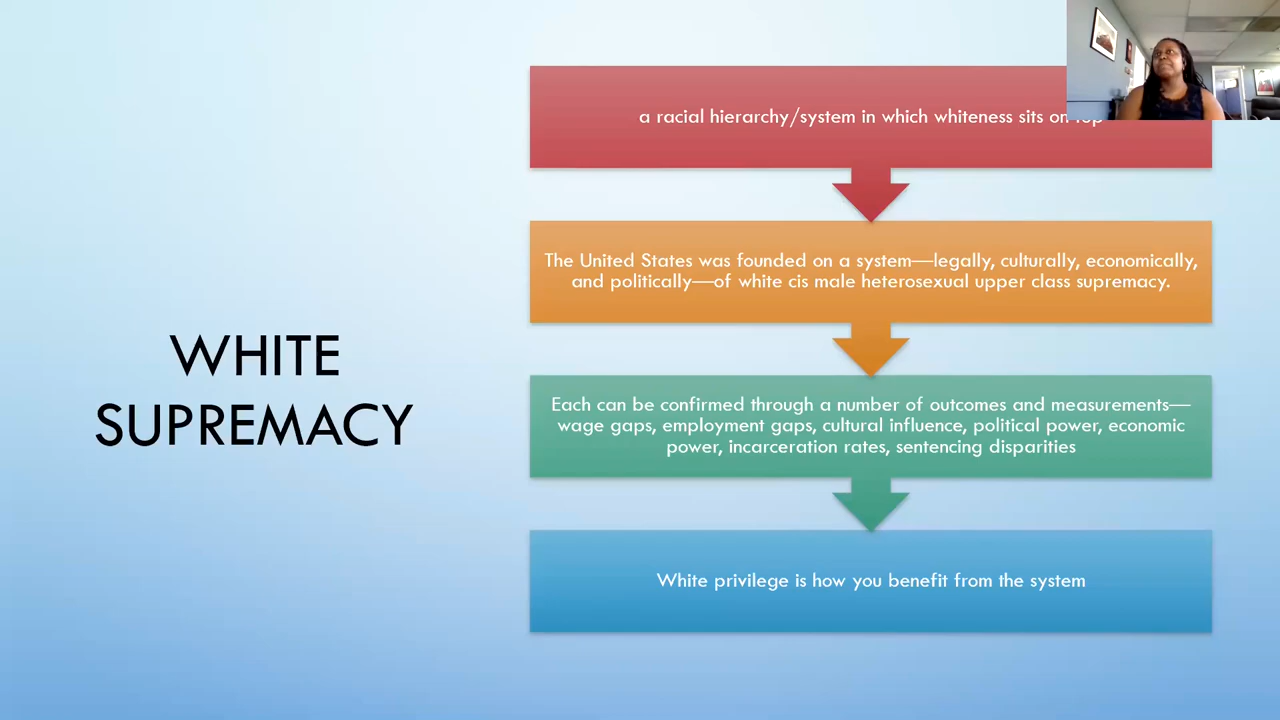 WHITE
SUPREMACY
a racial hierarchy/system in which whiteness sits on top
The United States was founded on a system—legally, culturally, economically,
and politically—of white cis male heterosexual upper class supremacy.
Each can be confirmed through a number of outcomes and measurements—
wage gaps, employment gaps, cultural influence, political power, economic
power, incarceration rates, sentencing disparities
White privilege is how you benefit from the system